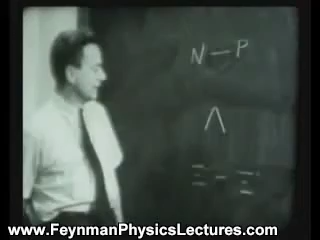 N — P
Λ
Σ — Σ
www.FeynmanPhysicsLectures.com